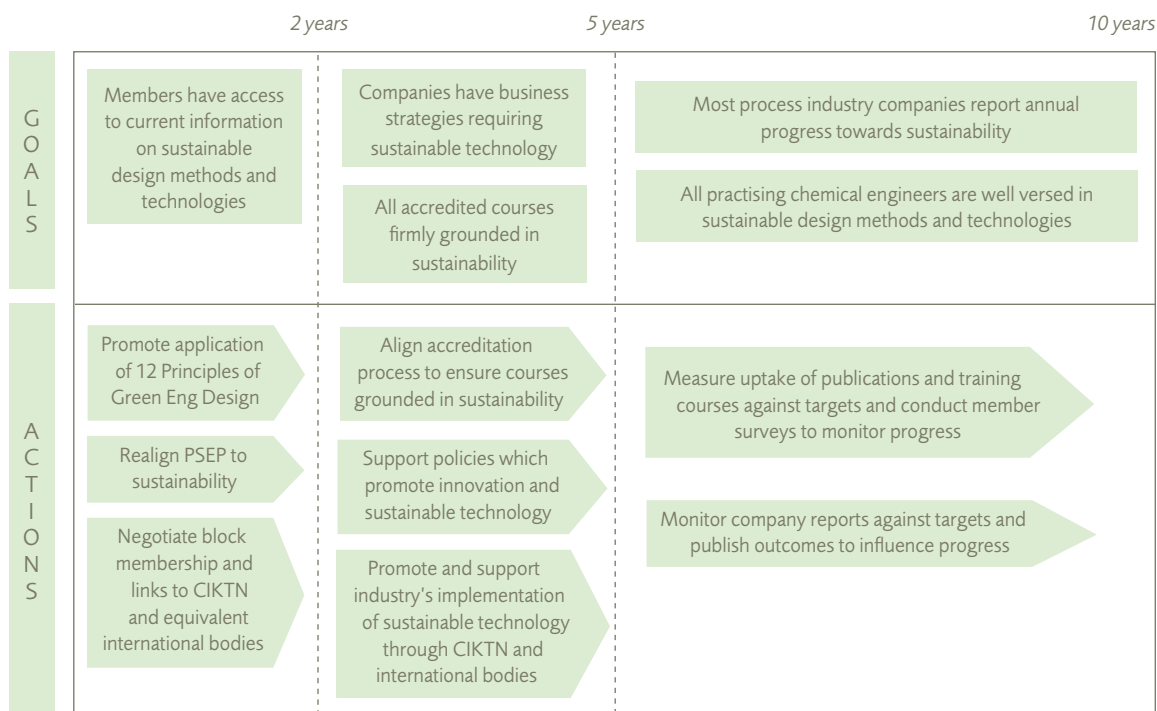 2 years
5 years
10 years
GOALS
Members have access
to current information
on sustainable
design methods and
technologies
Companies have business
strategies requiring
sustainable technology
All accredited courses
firmly grounded in
sustainability
Most process industry companies report annual
progress towards sustainability
All practising chemical engineers are well versed in
sustainable design methods and technologies
ACTIONS
Promote application
of 12 Principles of
Green Eng Design
Realign PSEP to
sustainability
Negotiate block
membership and
links to CIKTN
and equivalent
international bodies
Align accreditation
process to ensure courses
grounded in sustainability
Support policies which
promote innovation and
sustainable technology
Promote and support
industry's implementation
of sustainable technology
through CIKTN and
international bodies
Measure uptake of publications and training
courses against targets and conduct member
surveys to monitor progress
Monitor company reports against targets and
publish outcomes to influence progress